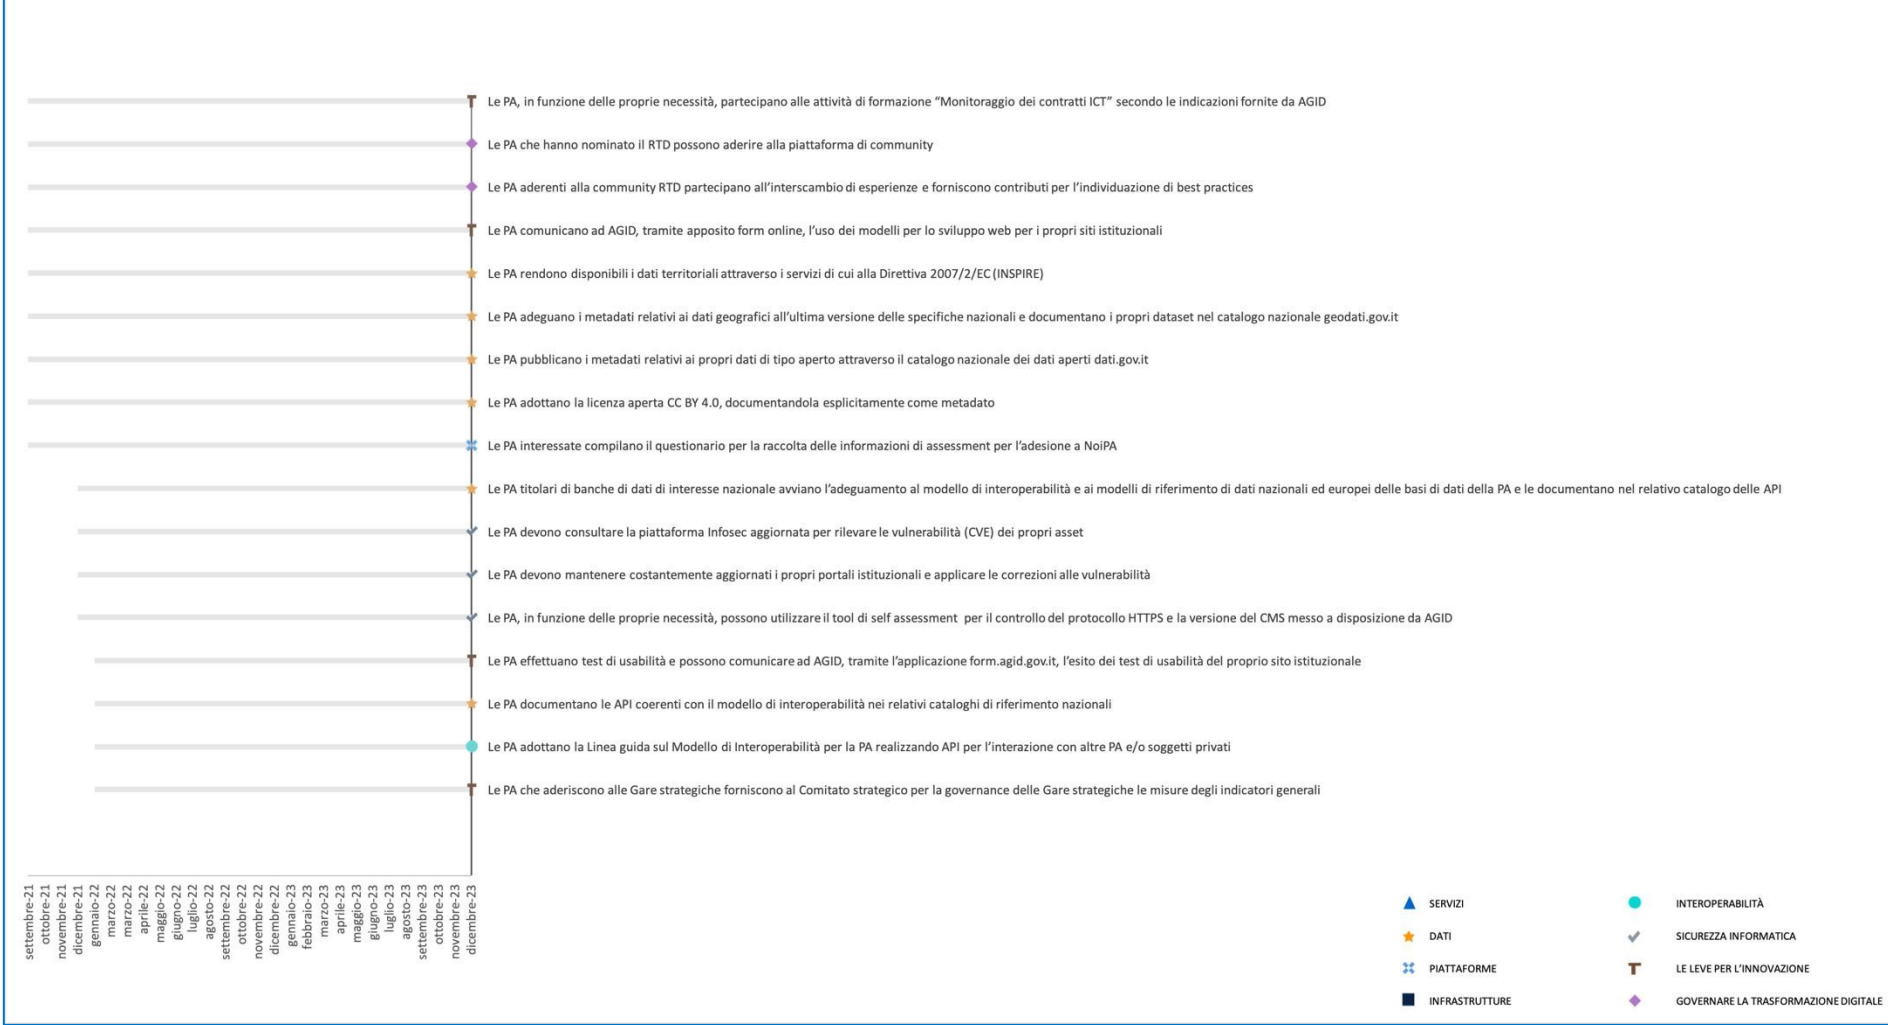 Le PA, in funzione delle proprie necessità, partecipano alle attività di formazione “Monitoraggio dei contratti ICT” secondo le indicazioni fornite da AGID
Le PA che hanno nominato il RTD possono aderire alla piattaforma di community
Le PA aderenti alla community RTD partecipano all’interscambio di esperienze e forniscono contributi per l’individuazione di best practices
Le PA comunicano ad AGID, tramite apposito form online, l’uso dei modelli per lo sviluppo web per i propri siti istituzionali
Le PA rendono disponibili i dati territoriali attraverso i servizi di cui alla Direttiva 2007/2/EC (INSPIRE)
Le PA adeguano i metadati relativi ai dati geografici all’ultima versione delle specifiche nazionali e documentano i propri dataset nel catalogo nazionale geodati.gov.it
Le PA pubblicano i metadati relativi ai propri dati di tipo aperto attraverso il catalogo nazionale dei dati aperti dati.gov.it
Le PA adottano la licenza aperta CC BY 4.0, documentandola esplicitamente come metadato
Le PA interessate compilano il questionario per la raccolta delle informazioni di assessment per l’adesione a NoiPA
Le PA titolari di banche di dati di interesse nazionale avviano l’adeguamento al modello di interoperabilità e ai modelli di riferimento di dati nazionali ed europei delle basi di dati della PA e le documentano nel relativo catalogo delle API
Le PA devono consultare la piattaforma Infosec aggiornata per rilevare le vulnerabilità (CVE) dei propri asset
Le PA devono mantenere costantemente aggiornati i propri portali istituzionali e applicare le correzioni alle vulnerabilità
Le PA, in funzione delle proprie necessità, possono utilizzare il tool di self assessment per il controllo del protocollo HTTPS e la versione del CMS messo a disposizione da AGID
Le PA effettuano test di usabilità e possono comunicare ad AGID, tramite l’applicazione form.agid.gov.it, l’esito dei test di usabilità del proprio sito istituzionale
Le PA documentano le API coerenti con il modello di interoperabilità nei relativi cataloghi di riferimento nazionali
Le PA adottano la Linea guida sul Modello di Interoperabilità per la PA realizzando API per l’interazione con altre PA e/o soggetti privati
Le PA che aderiscono alle Gare strategiche forniscono al Comitato strategico per la governance delle Gare strategiche le misure degli indicatori generali
settembre-21
ottobre-21
novembre-21
dicembre-21
gennaio-22
marzo-22
marzo-22
aprile-22
maggio-22
giugno-22
luglio-22
agosto-22
settembre-22
ottobre-22
novembre-22
dicembre-22
gennaio-23
febbraio-23
marzo-23
aprile-23
maggio-23
giugno-23
luglio-23
agosto-23
settembre-23
ottobre-23
novembre-23
dicembre-23
SERVIZI
DATI
PIATTAFORME
INFRASTRUTTURE
INTEROPERABILITÀ
SICUREZZA INFORMATICA
LE LEVE PER L’INNOVAZIONE
GOVERNARE LA TRASFORMAZIONE DIGITALE